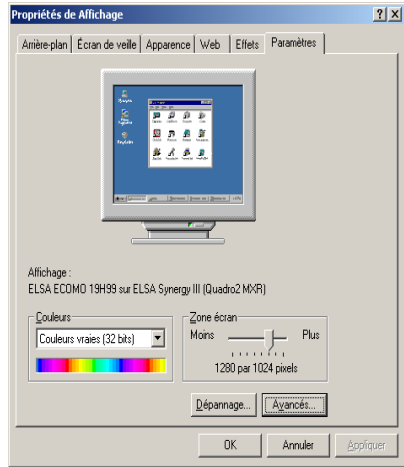 Propriétés de Affichage
Arrière-plan Écran de veille Apparence Web Effets Paramètres
Affichage :
ELSA ECOMO 19H99 sur ELSA Synergy III (Quadro2 MXR)
Couleurs
Zone écran
Couleurs vraies (32 bits)
Moins Plus
1280 par 1024 pixels
Dépannage... Avancés...
OK Annuler Appliquer